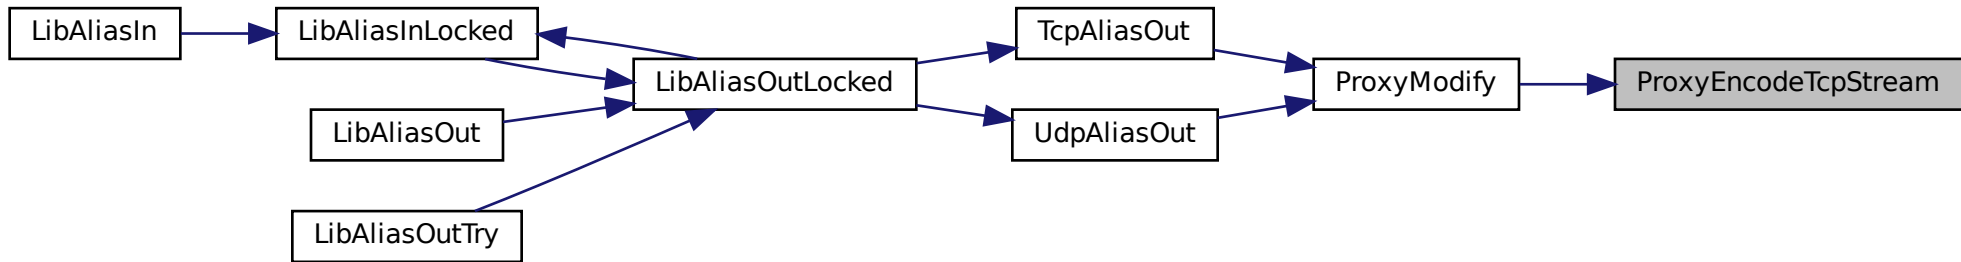 LibAliasIn
LibAliasInLocked
LibAliasOutLocked
LibAliasOut
LibAliasOutTry
TcpAliasOut
UdpAliasOut
ProxyModify
ProxyEncodeTcpStream